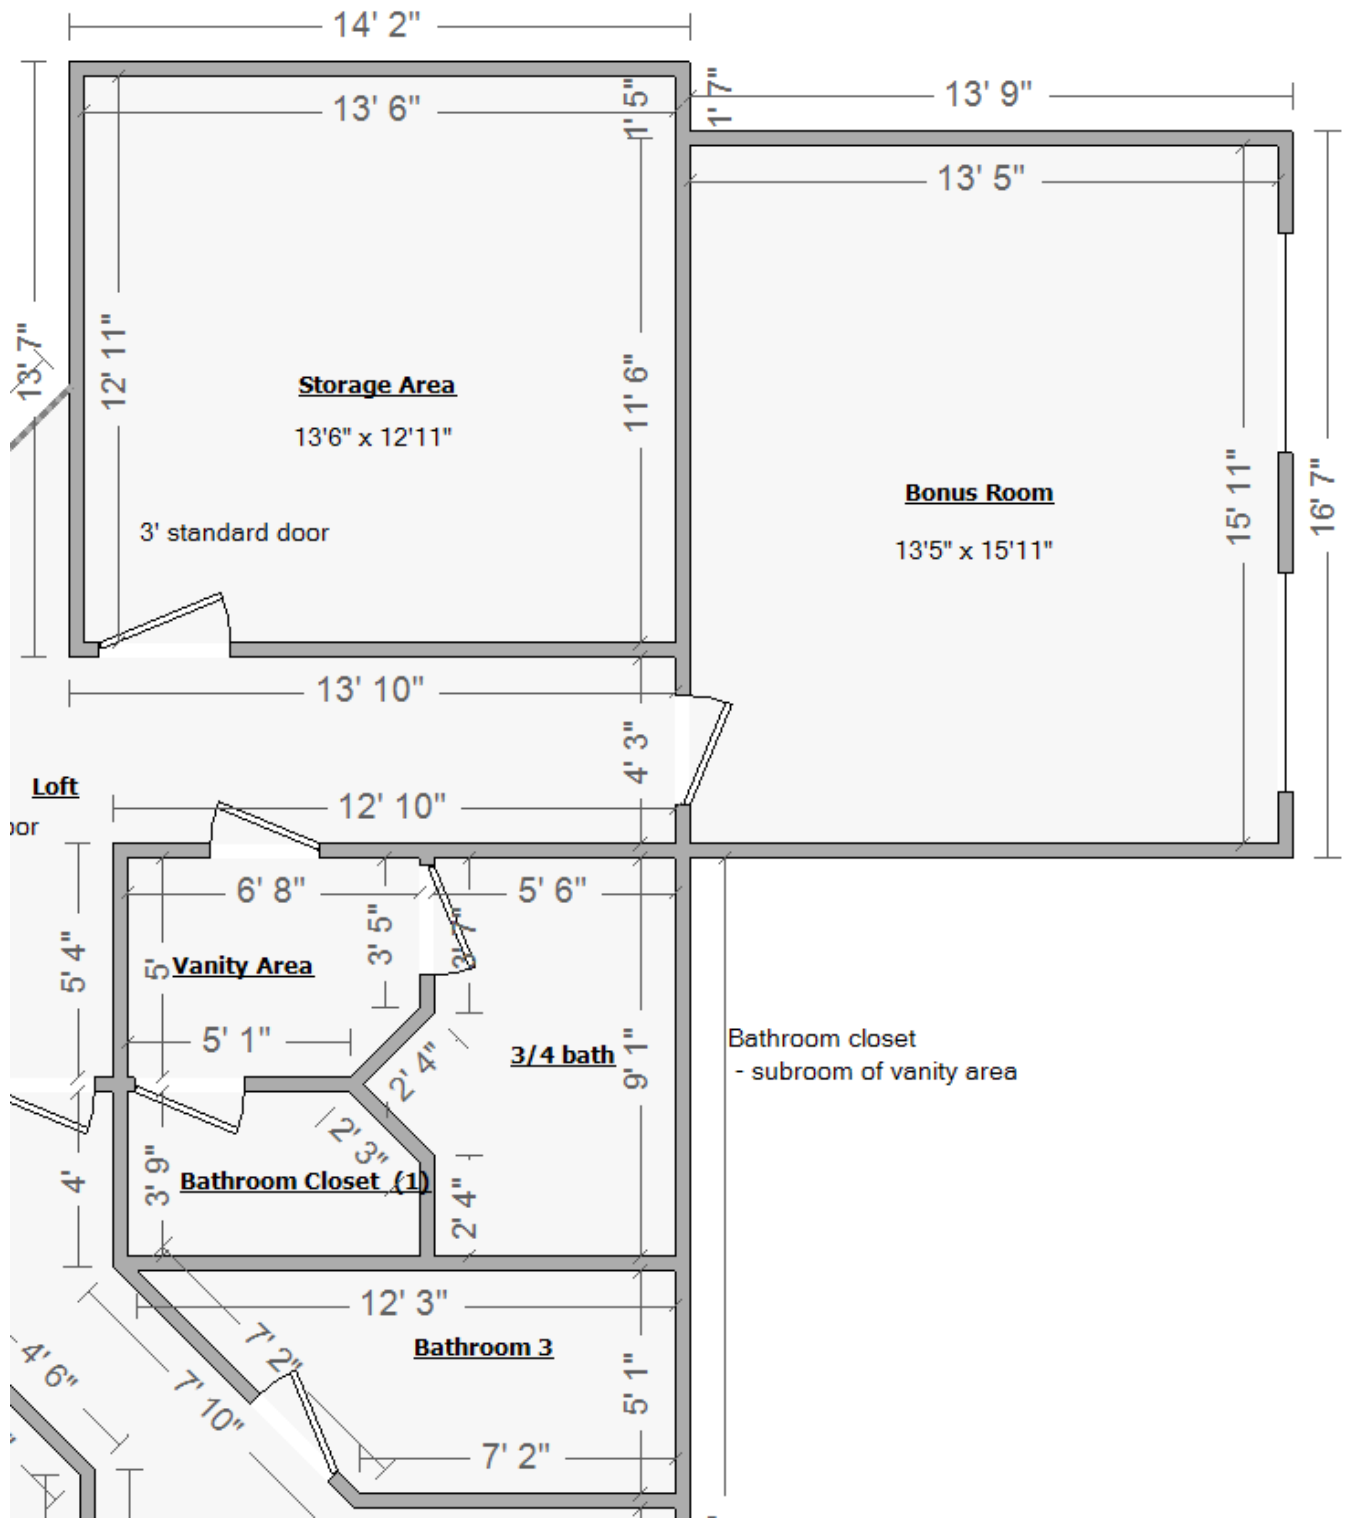 14' 2"
13' 9"
13' 6"
1' 5"
1' 7"
13' 5"
13' 7"
12' 11"
11' 6"
Storage Area
13'6" x 12'11"
Bonus Room
13'5" x 15'11"
15' 11"
16' 7"
3' standard door
13' 10"
4' 3"
Loft
12' 10"
oor
6' 8"
5' 6"
5' 4"
5'
3' 5"
3' 7"
Vanity Area
5' 1"
2' 4"
3/4 bath
9' 1"
Bathroom closet
- subroom of vanity area
2' 3"
4'
3' 9"
Bathroom Closet (1)
2' 4"
12' 3"
7' 2"
Bathroom 3
4' 6"
7' 10"
5' 1"
7' 2"